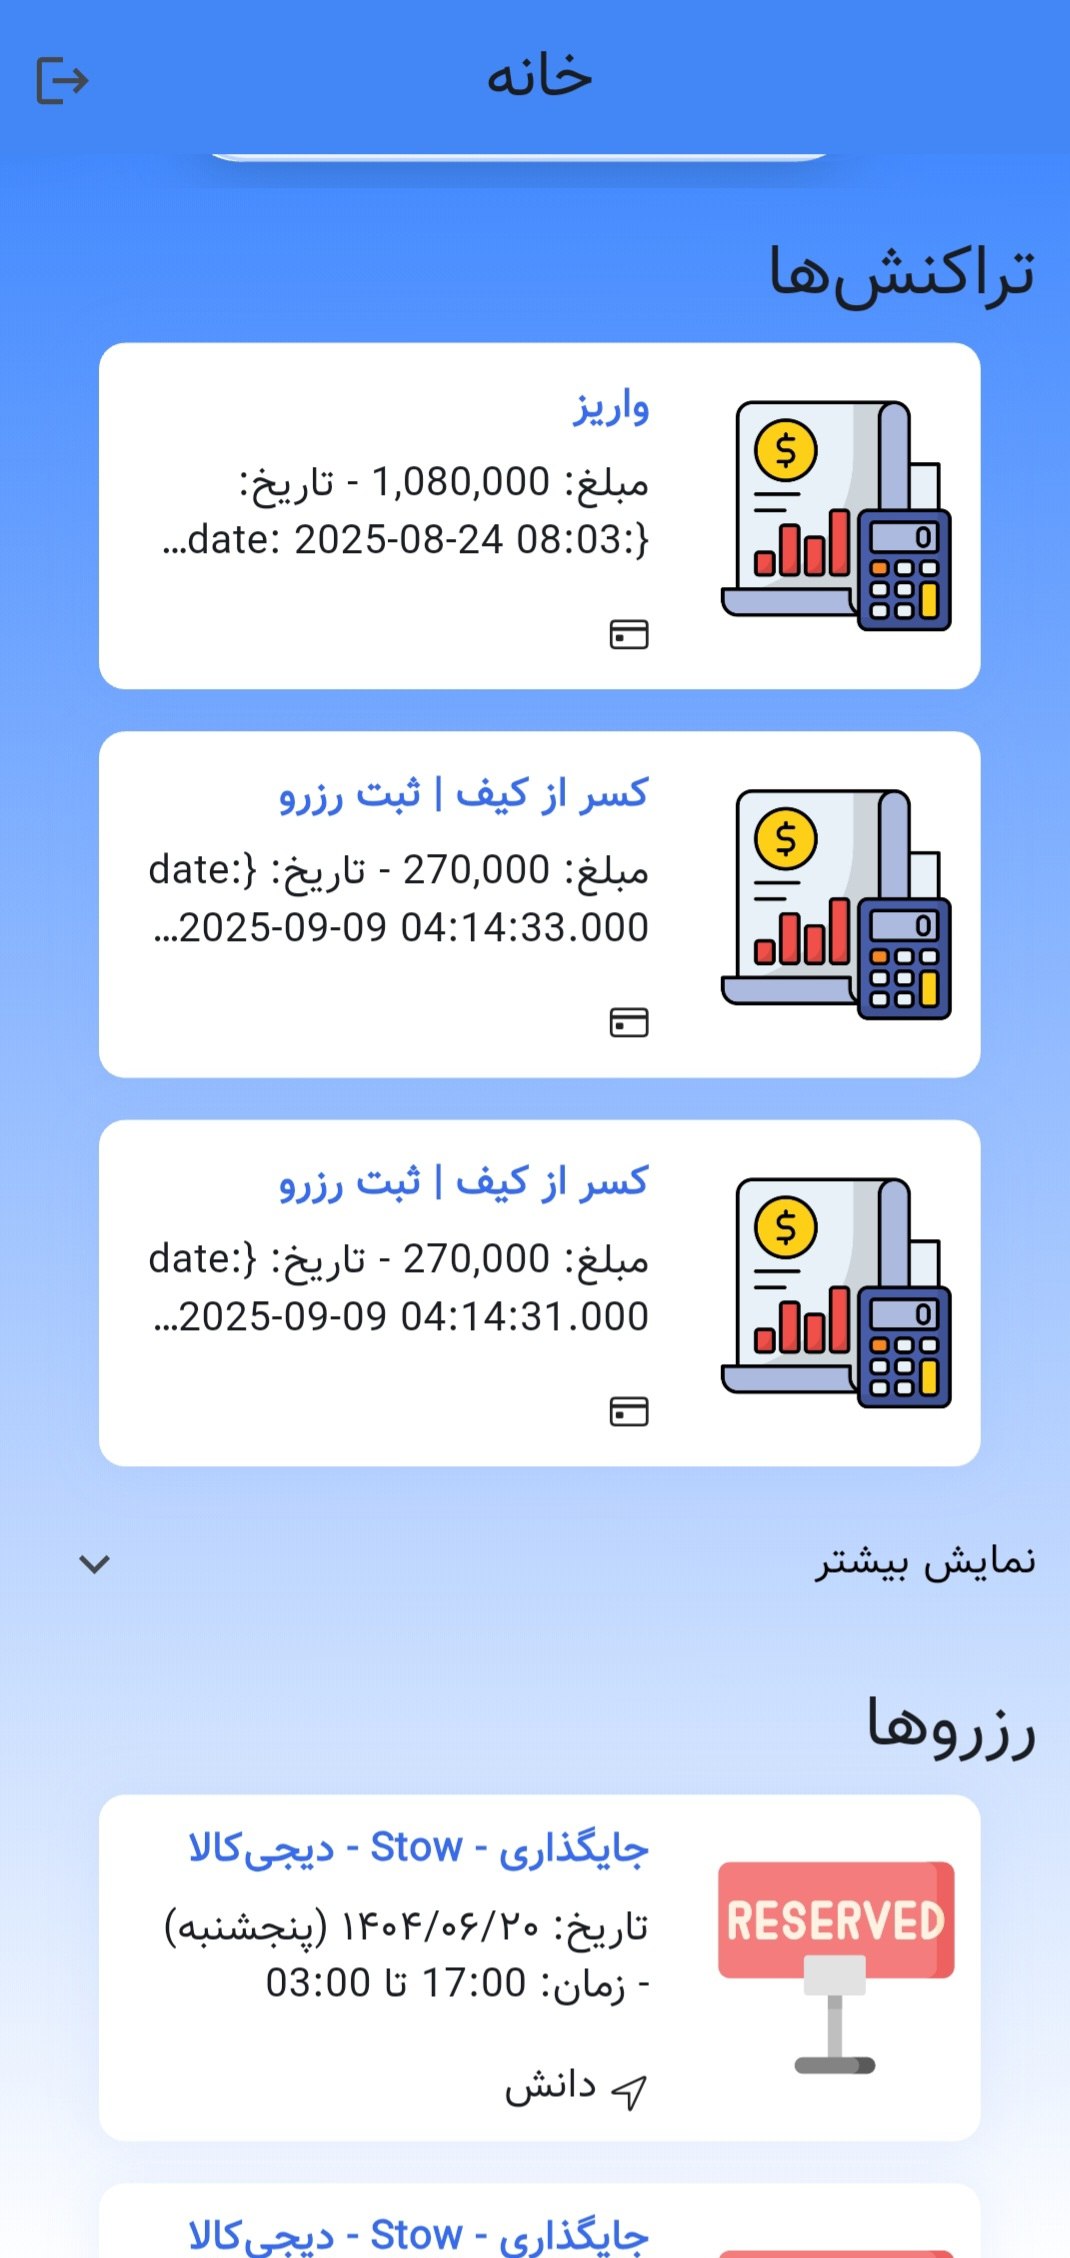 خانه
تراکنش‌ها
واریز
مبلغ: 1,080,000 - تاریخ:
{date: 2025-08-24 08:03:...
کسر از کیف | ثبت رزرو
مبلغ: 270,000 - تاریخ: {date:
2025-09-09 04:14:33.000...
کسر از کیف | ثبت رزرو
مبلغ: 270,000 - تاریخ: {date:
2025-09-09 04:14:31.000...
نمایش بیشتر
رزروها
جایگذاری - Stow - دیجی‌کالا
RESERVED
تاریخ: ۱۴۰۴/۰۶/۲۰ (پنجشنبه)
- زمان: 17:00 تا 03:00
دانش
جایگذاری - Stow - دیجی‌کالا